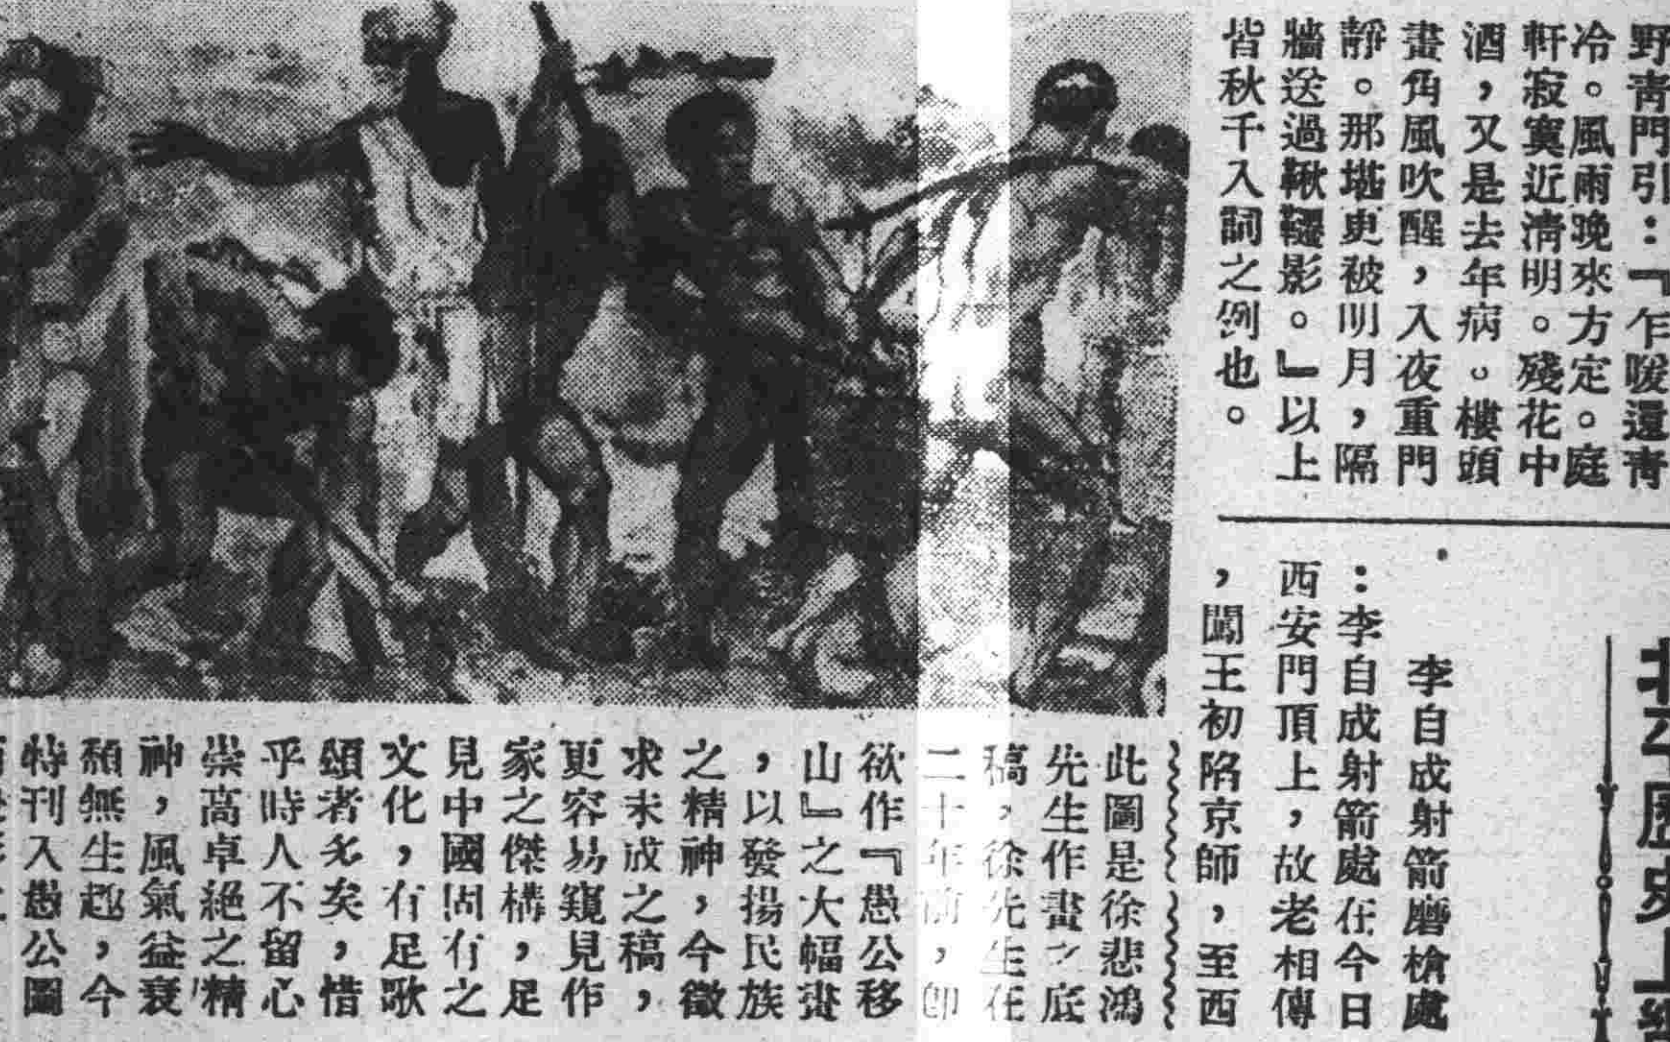 野青門引：『乍暖還青
冷。風雨晚來方定。庭
軒寂寞近清明。殘花中
酒，又是去年病。樓頭
畫角風吹醒，入夜重門
靜。那堪更被明月，隔
牆送過鞦韆影。』以上
皆秋千入詞之例也。
李自成射箭磨槍處
：李自成射箭處在今日
西安門頂上，故老相傳
，闖王初陷京師，至西
此圖是徐悲鴻
先生作畫之底
稿，徐先生在
二十年前，卽
欲作『愚公移
山』之大幅畫
，以發揚民族
之精神，今徵
求未成之稿，
更容易窺見作
家之傑構，足
見中國固有之
文化，有足歌
頌者矣，惜
乎時人不留心
崇高卓絕之精
神，風氣益衰
頹無生趣，今
特刊入愚公圖